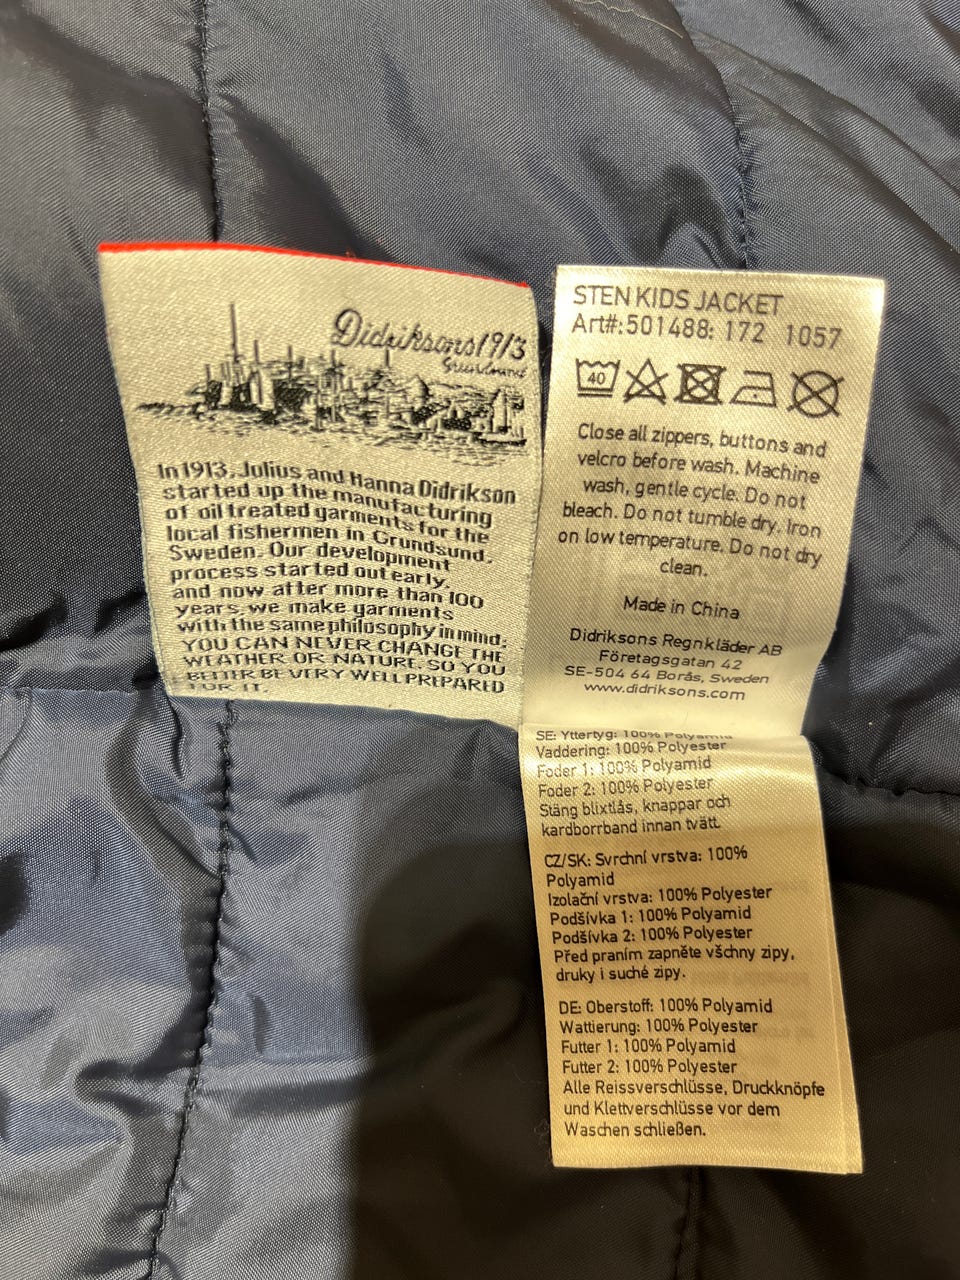 Didriksons1913
Grundsund
In 1913, Julius and Hanna Didrikson
started up the manufacturing
of oil treated garments for the
local fishermen in Grundsund,
Sweden. Our development
process started out early,
and now after more than 100
years, we make garments
with the same philosophy in mind:
YOU CAN NEVER CHANGE THE
WEATHER OR NATURE, SO YOU
BETTER BE VERY WELL PREPARED
FOR IT.
STEN KIDS JACKET
Art#:501488: 172 1057
40
Close all zippers, buttons and
velcro before wash. Machine
wash, gentle cycle. Do not
bleach. Do not tumble dry. Iron
on low temperature. Do not dry
clean.
Made in China
Didriksons Regnkläder AB
Företagsgatan 42
SE-504 64 Borås, Sweden
www.didriksons.com
SE: Yttertyg: 100% Polyamid
Vaddering: 100% Polyester
Foder 1: 100% Polyamid
Foder 2: 100% Polyester
Stäng blixtlås, knappar och
kardborrband innan tvätt.
CZ/SK: Svrchní vrstva: 100%
Polyamid
Izolační vrstva: 100% Polyester
Podšívka 1: 100% Polyamid
Podšívka 2: 100% Polyester
Před praním zapněte všchny zipy,
druky i suché zipy.
DE: Oberstoff: 100% Polyamid
Wattierung: 100% Polyester
Futter 1: 100% Polyamid
Futter 2: 100% Polyester
Alle Reissverschlüsse, Druckknöpfe
und Klettverschlüsse vor dem
Waschen schließen.